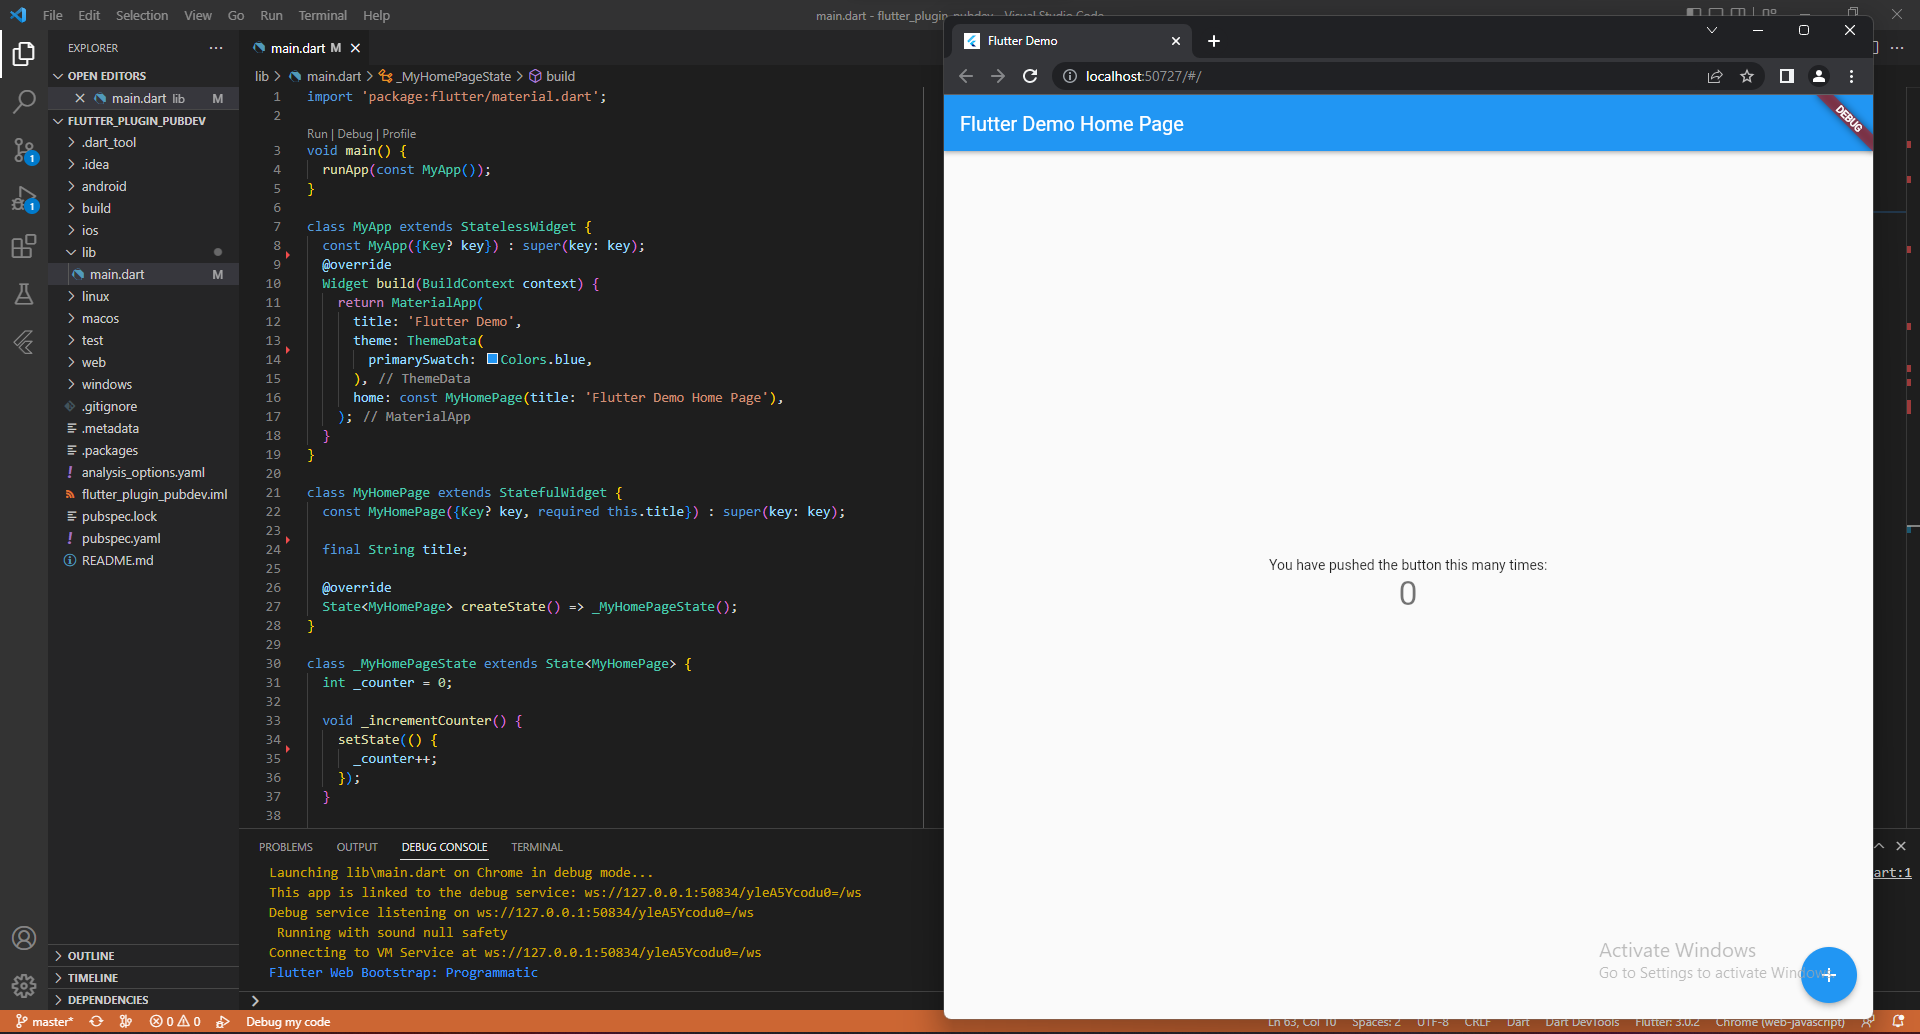 File Edit Selection View Go Run Terminal Help
main.dart - flutter_plugin_pubdev - Visual Studio Code
EXPLORER
OPEN EDITORS
main.dart lib M
FLUTTER_PLUGIN_PUBDEV
.dart_tool
.idea
android
build
ios
lib
main.dart M
linux
macos
test
web
windows
.gitignore
.metadata
.packages
analysis_options.yaml
flutter_plugin_pubdev.iml
pubspec.lock
pubspec.yaml
README.md
OUTLINE
TIMELINE
DEPENDENCIES
1
1
main.dart M
lib > main.dart > _MyHomePageState > build
1 import 'package:flutter/material.dart';
2
Run | Debug | Profile
3 void main() {
4 runApp(const MyApp());
5 }
6
7 class MyApp extends StatelessWidget {
8 const MyApp({Key? key}) : super(key: key);
9 @override
10 Widget build(BuildContext context) {
11 return MaterialApp(
12 title: 'Flutter Demo',
13 theme: ThemeData(
14 primarySwatch: Colors.blue,
15 ), // ThemeData
16 home: const MyHomePage(title: 'Flutter Demo Home Page'),
17 ); // MaterialApp
18 }
19 }
20
21 class MyHomePage extends StatefulWidget {
22 const MyHomePage({Key? key, required this.title}) : super(key: key);
23
24 final String title;
25
26 @override
27 State<MyHomePage> createState() => _MyHomePageState();
28 }
29
30 class _MyHomePageState extends State<MyHomePage> {
31 int _counter = 0;
32
33 void _incrementCounter() {
34 setState(() {
35 _counter++;
36 });
37 }
38
PROBLEMS OUTPUT DEBUG CONSOLE TERMINAL
Launching lib\main.dart on Chrome in debug mode...
This app is linked to the debug service: ws://127.0.0.1:50834/yleA5Ycodu0=/ws
Debug service listening on ws://127.0.0.1:50834/yleA5Ycodu0=/ws
Running with sound null safety
Connecting to VM Service at ws://127.0.0.1:50834/yleA5Ycodu0=/ws
Flutter Web Bootstrap: Programmatic
art:1
Flutter Demo
localhost:50727/#/
Flutter Demo Home Page
DEBUG
You have pushed the button this many times:
0
Activate Windows
Go to Settings to activate Windows.
master* 0 0 Debug my code
Ln 63, Col 10 Spaces: 2 UTF-8 CRLF Dart Dart DevTools Flutter: 3.0.2 Chrome (web-javascript)